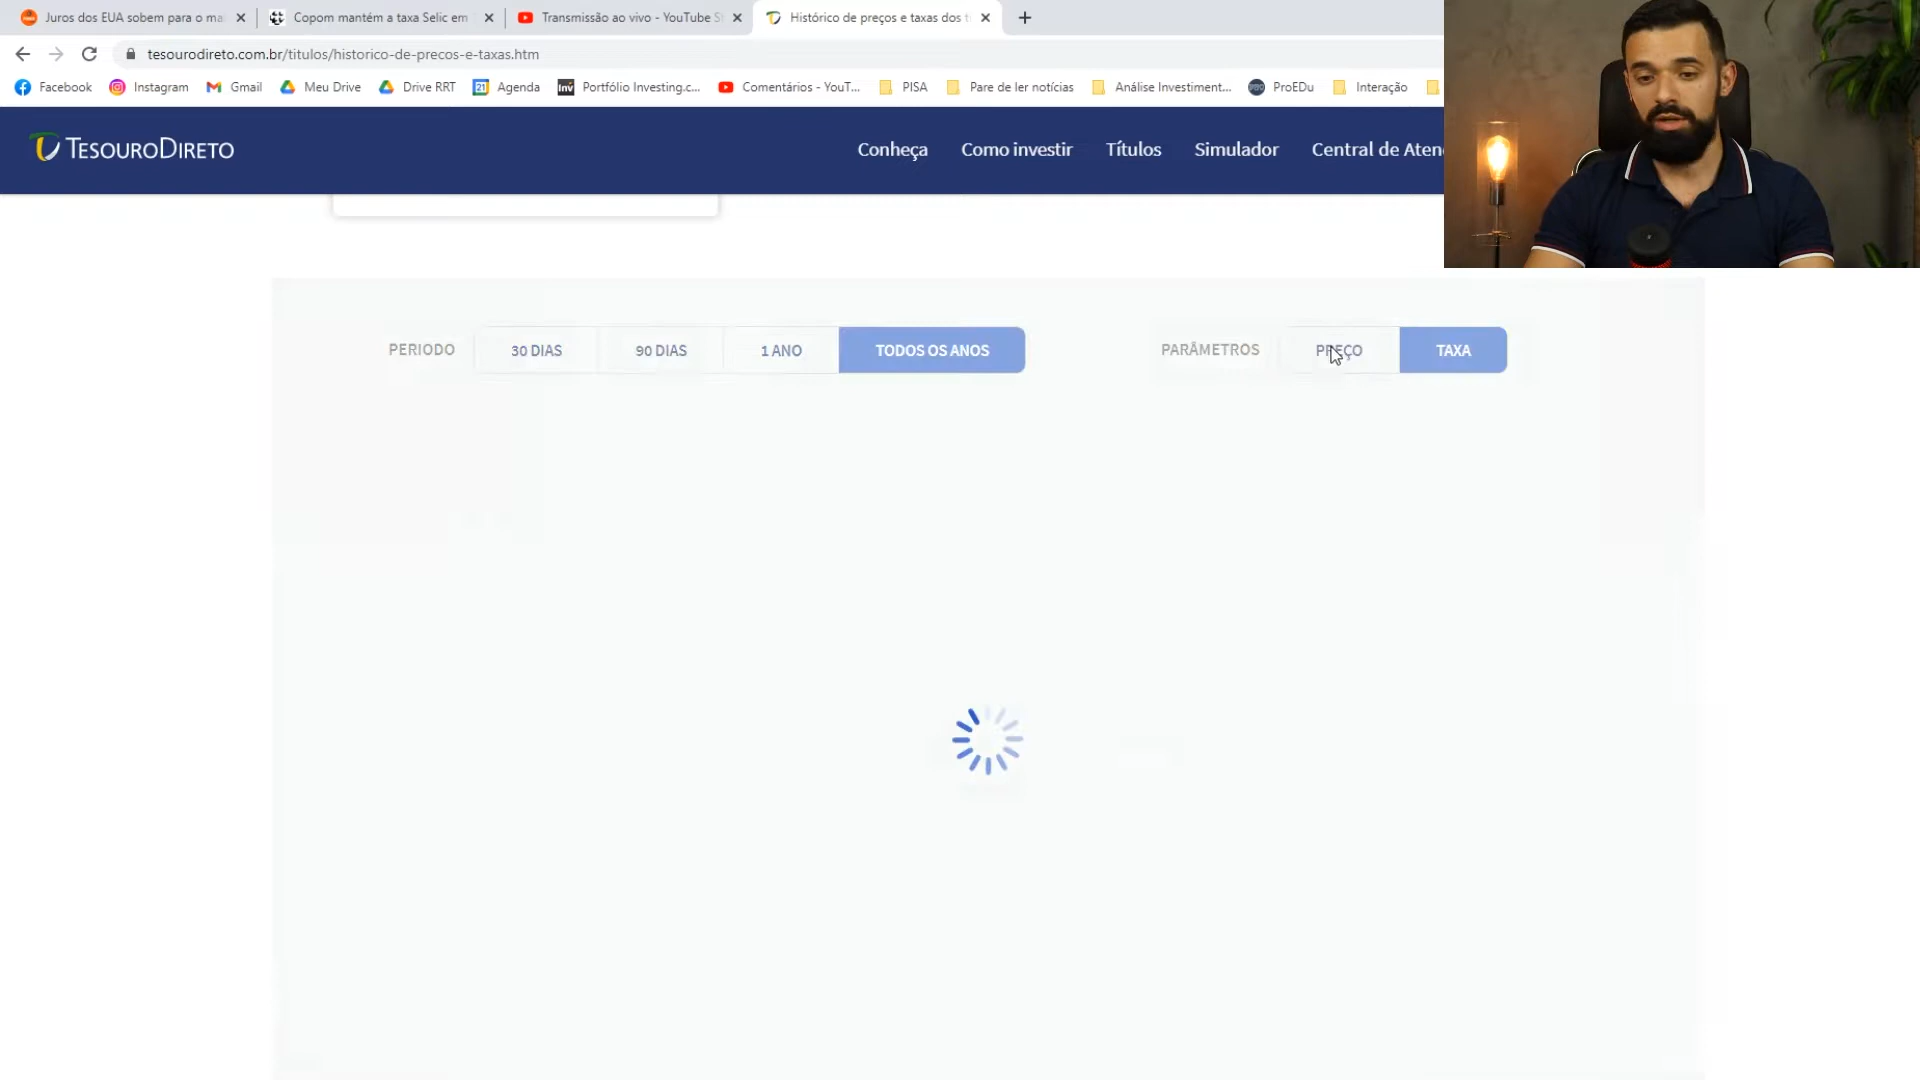 Juros dos EUA sobem para o ma
Copom mantém a taxa Selic em
Transmissão ao vivo - YouTube S
Histórico de preços e taxas dos t
tesourodireto.com.br/titulos/historico-de-precos-e-taxas.htm
Facebook Instagram Gmail Meu Drive Drive RRT 21 Agenda Inv Portfólio Investing.c... Comentários - YouT... PISA Pare de ler notícias Análise Investiment... ProEdu Interação
TESOURODIRETO
Conheça Como investir Títulos Simulador Central de Aten
PERIODO 30 DIAS 90 DIAS 1 ANO TODOS OS ANOS PARÂMETROS PREÇO TAXA